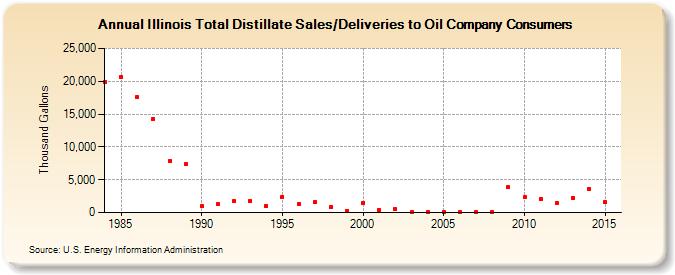 Annual Illinois Total Distillate Sales/Deliveries to Oil Company Consumers
Thousand Gallons
25,000
20,000
15,000
10,000
5,000
0
1985 1990 1995 2000 2005 2010 2015
Source: U.S. Energy Information Administration